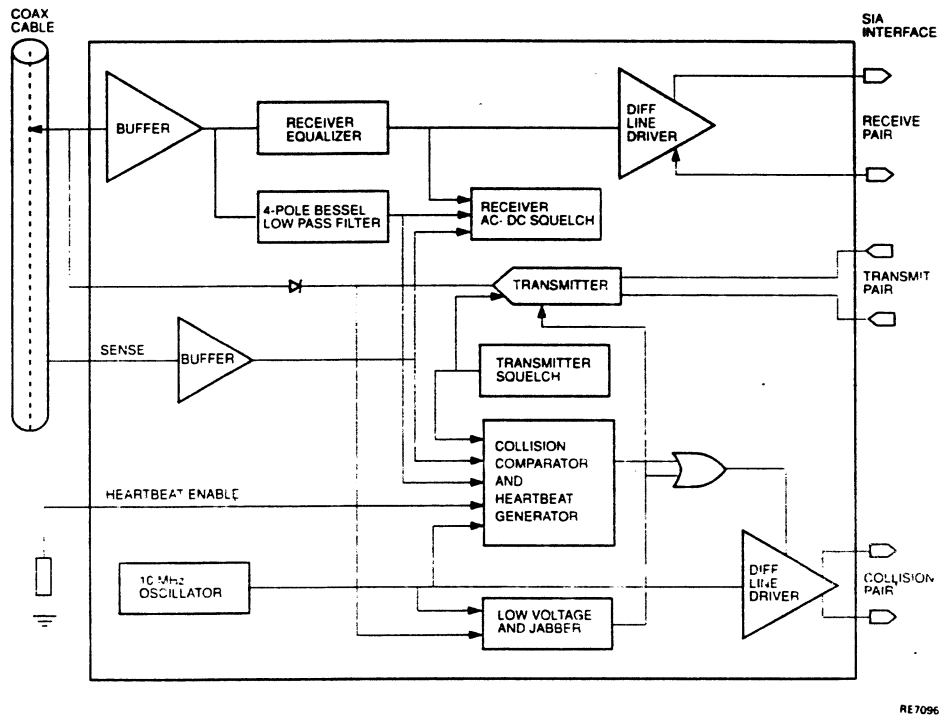 COAX
CABLE
SIA
INTERFACE
BUFFER
RECEIVER
EQUALIZER
DIFF
LINE
DRIVER
RECEIVE
PAIR
4-POLE BESSEL
LOW PASS FILTER
RECEIVER
AC-DC SQUELCH
TRANSMITTER
TRANSMIT
PAIR
SENSE
BUFFER
TRANSMITTER
SQUELCH
COLLISION
COMPARATOR
AND
HEARTBEAT
GENERATOR
HEARTBEAT ENABLE
10 MHz
OSCILLATOR
LOW VOLTAGE
AND JABBER
DIFF
LINE
DRIVER
COLLISION
PAIR
RE7096